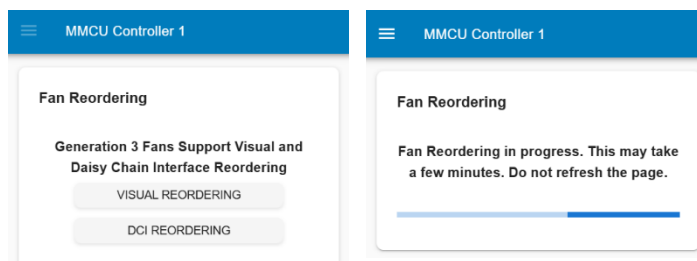 MMCU Controller 1
Fan Reordering
Generation 3 Fans Support Visual and
Daisy Chain Interface Reordering
VISUAL REORDERING
DCI REORDERING
MMCU Controller 1
Fan Reordering
Fan Reordering in progress. This may take
a few minutes. Do not refresh the page.